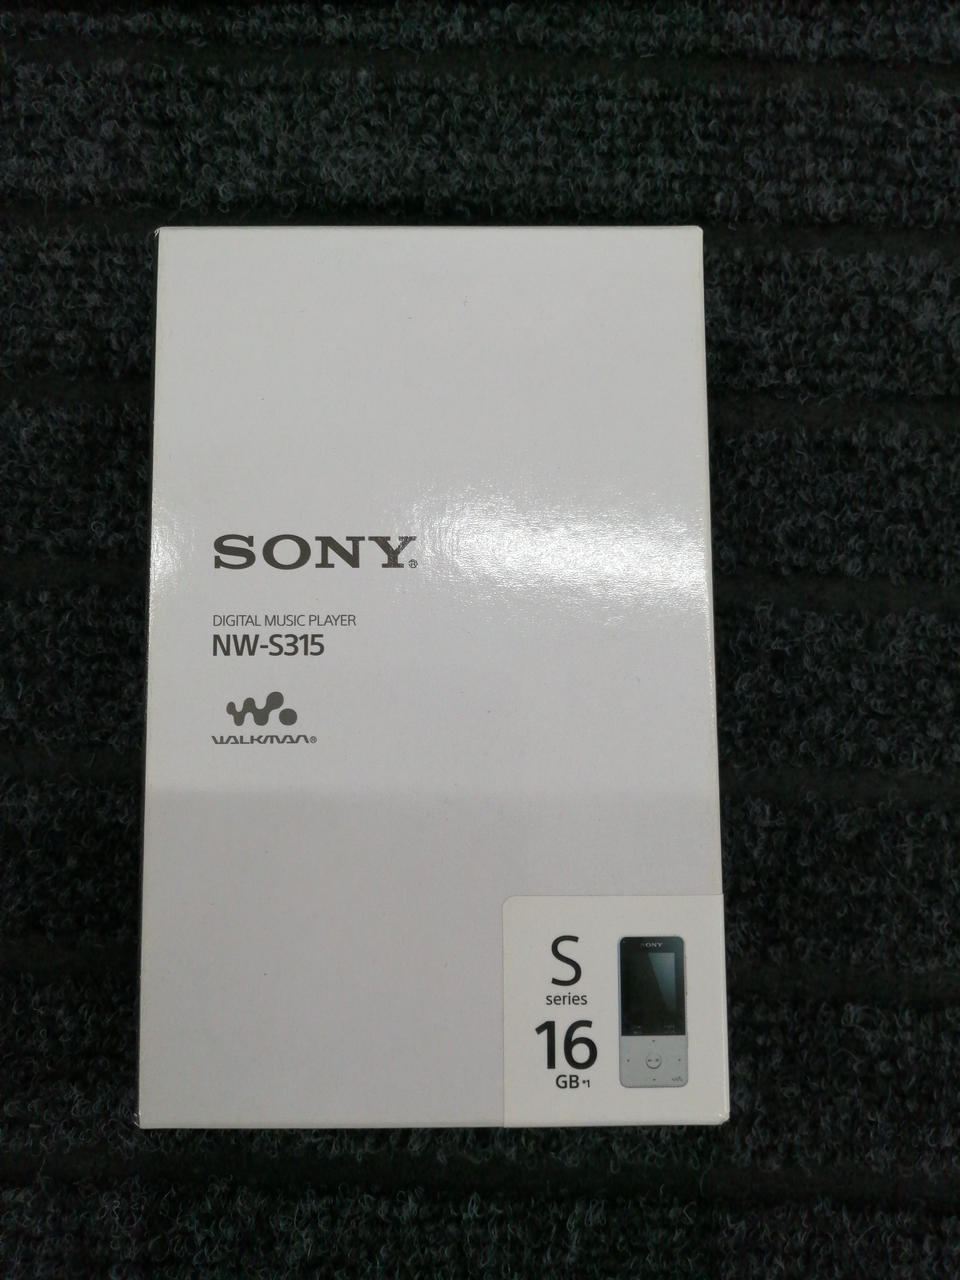 SONY®
DIGITAL MUSIC PLAYER
NW-S315
WALKMAN®
S
series
16
GB*1
SONY